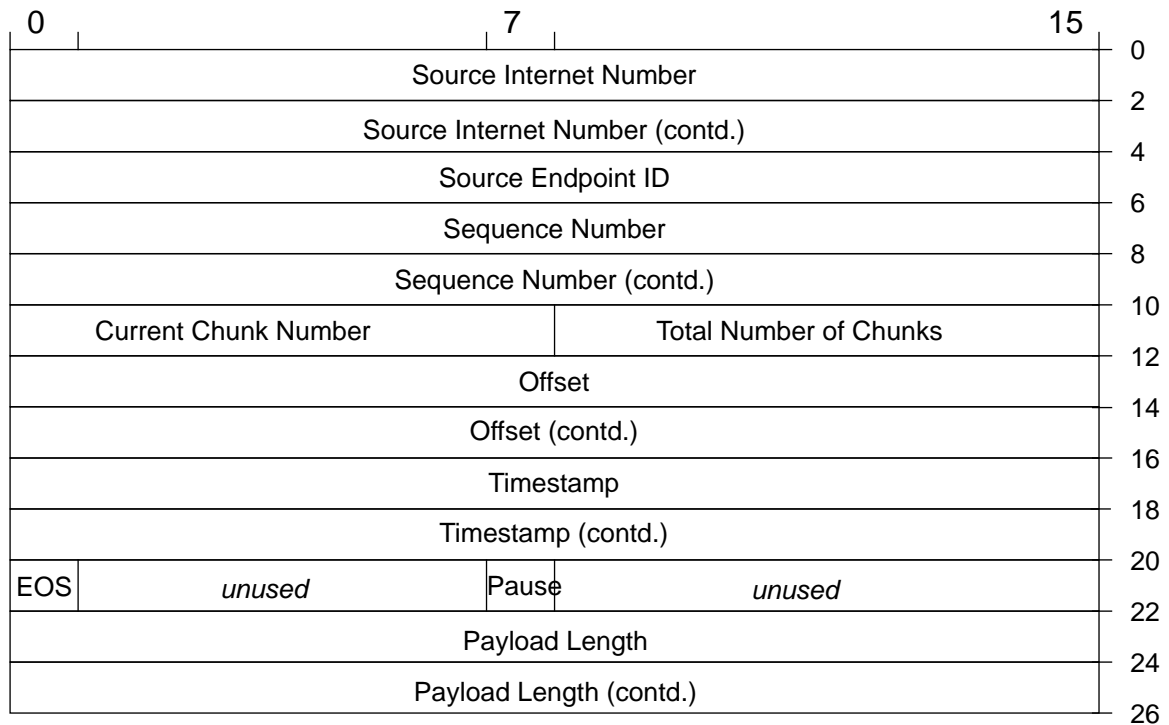 0 7 15
0
Source Internet Number
2
Source Internet Number (contd.)
4
Source Endpoint ID
6
Sequence Number
8
Sequence Number (contd.)
10
Current Chunk Number Total Number of Chunks
12
Offset
14
Offset (contd.)
16
Timestamp
18
Timestamp (contd.)
20
EOS unused Pause unused
22
Payload Length
24
Payload Length (contd.)
26